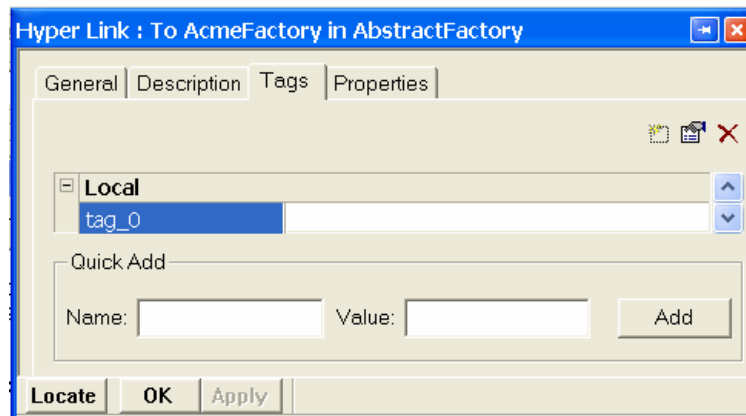 Hyper Link : To AcmeFactory in AbstractFactory
General Description Tags Properties
Local
tag_0
Quick Add
Name: Value: Add
Locate OK Apply